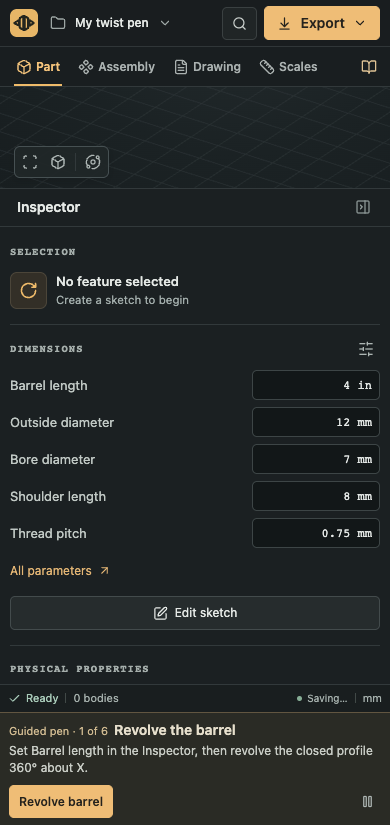 My twist pen
Export
Part
Assembly
Drawing
Scales
Inspector
SELECTION
No feature selected
Create a sketch to begin
DIMENSIONS
Barrel length
4 in
Outside diameter
12 mm
Bore diameter
7 mm
Shoulder length
8 mm
Thread pitch
0.75 mm
All parameters ↗
Edit sketch
PHYSICAL PROPERTIES
Ready
0 bodies
Saving...
mm
Guided pen · 1 of 6 Revolve the barrel
Set Barrel length in the Inspector, then revolve the closed profile
360° about X.
Revolve barrel